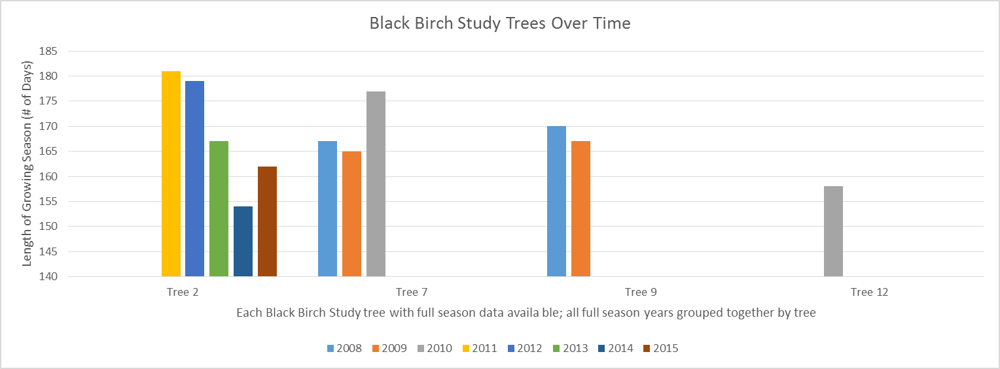 Black Birch Study Trees Over Time
Length of Growing Season (# of Days)
185
180
175
170
165
160
155
150
145
140
Tree 2 Tree 7 Tree 9 Tree 12
Each Black Birch Study tree with full season data availa ble; all full season years grouped together by tree
2008 2009 2010 2011 2012 2013 2014 2015